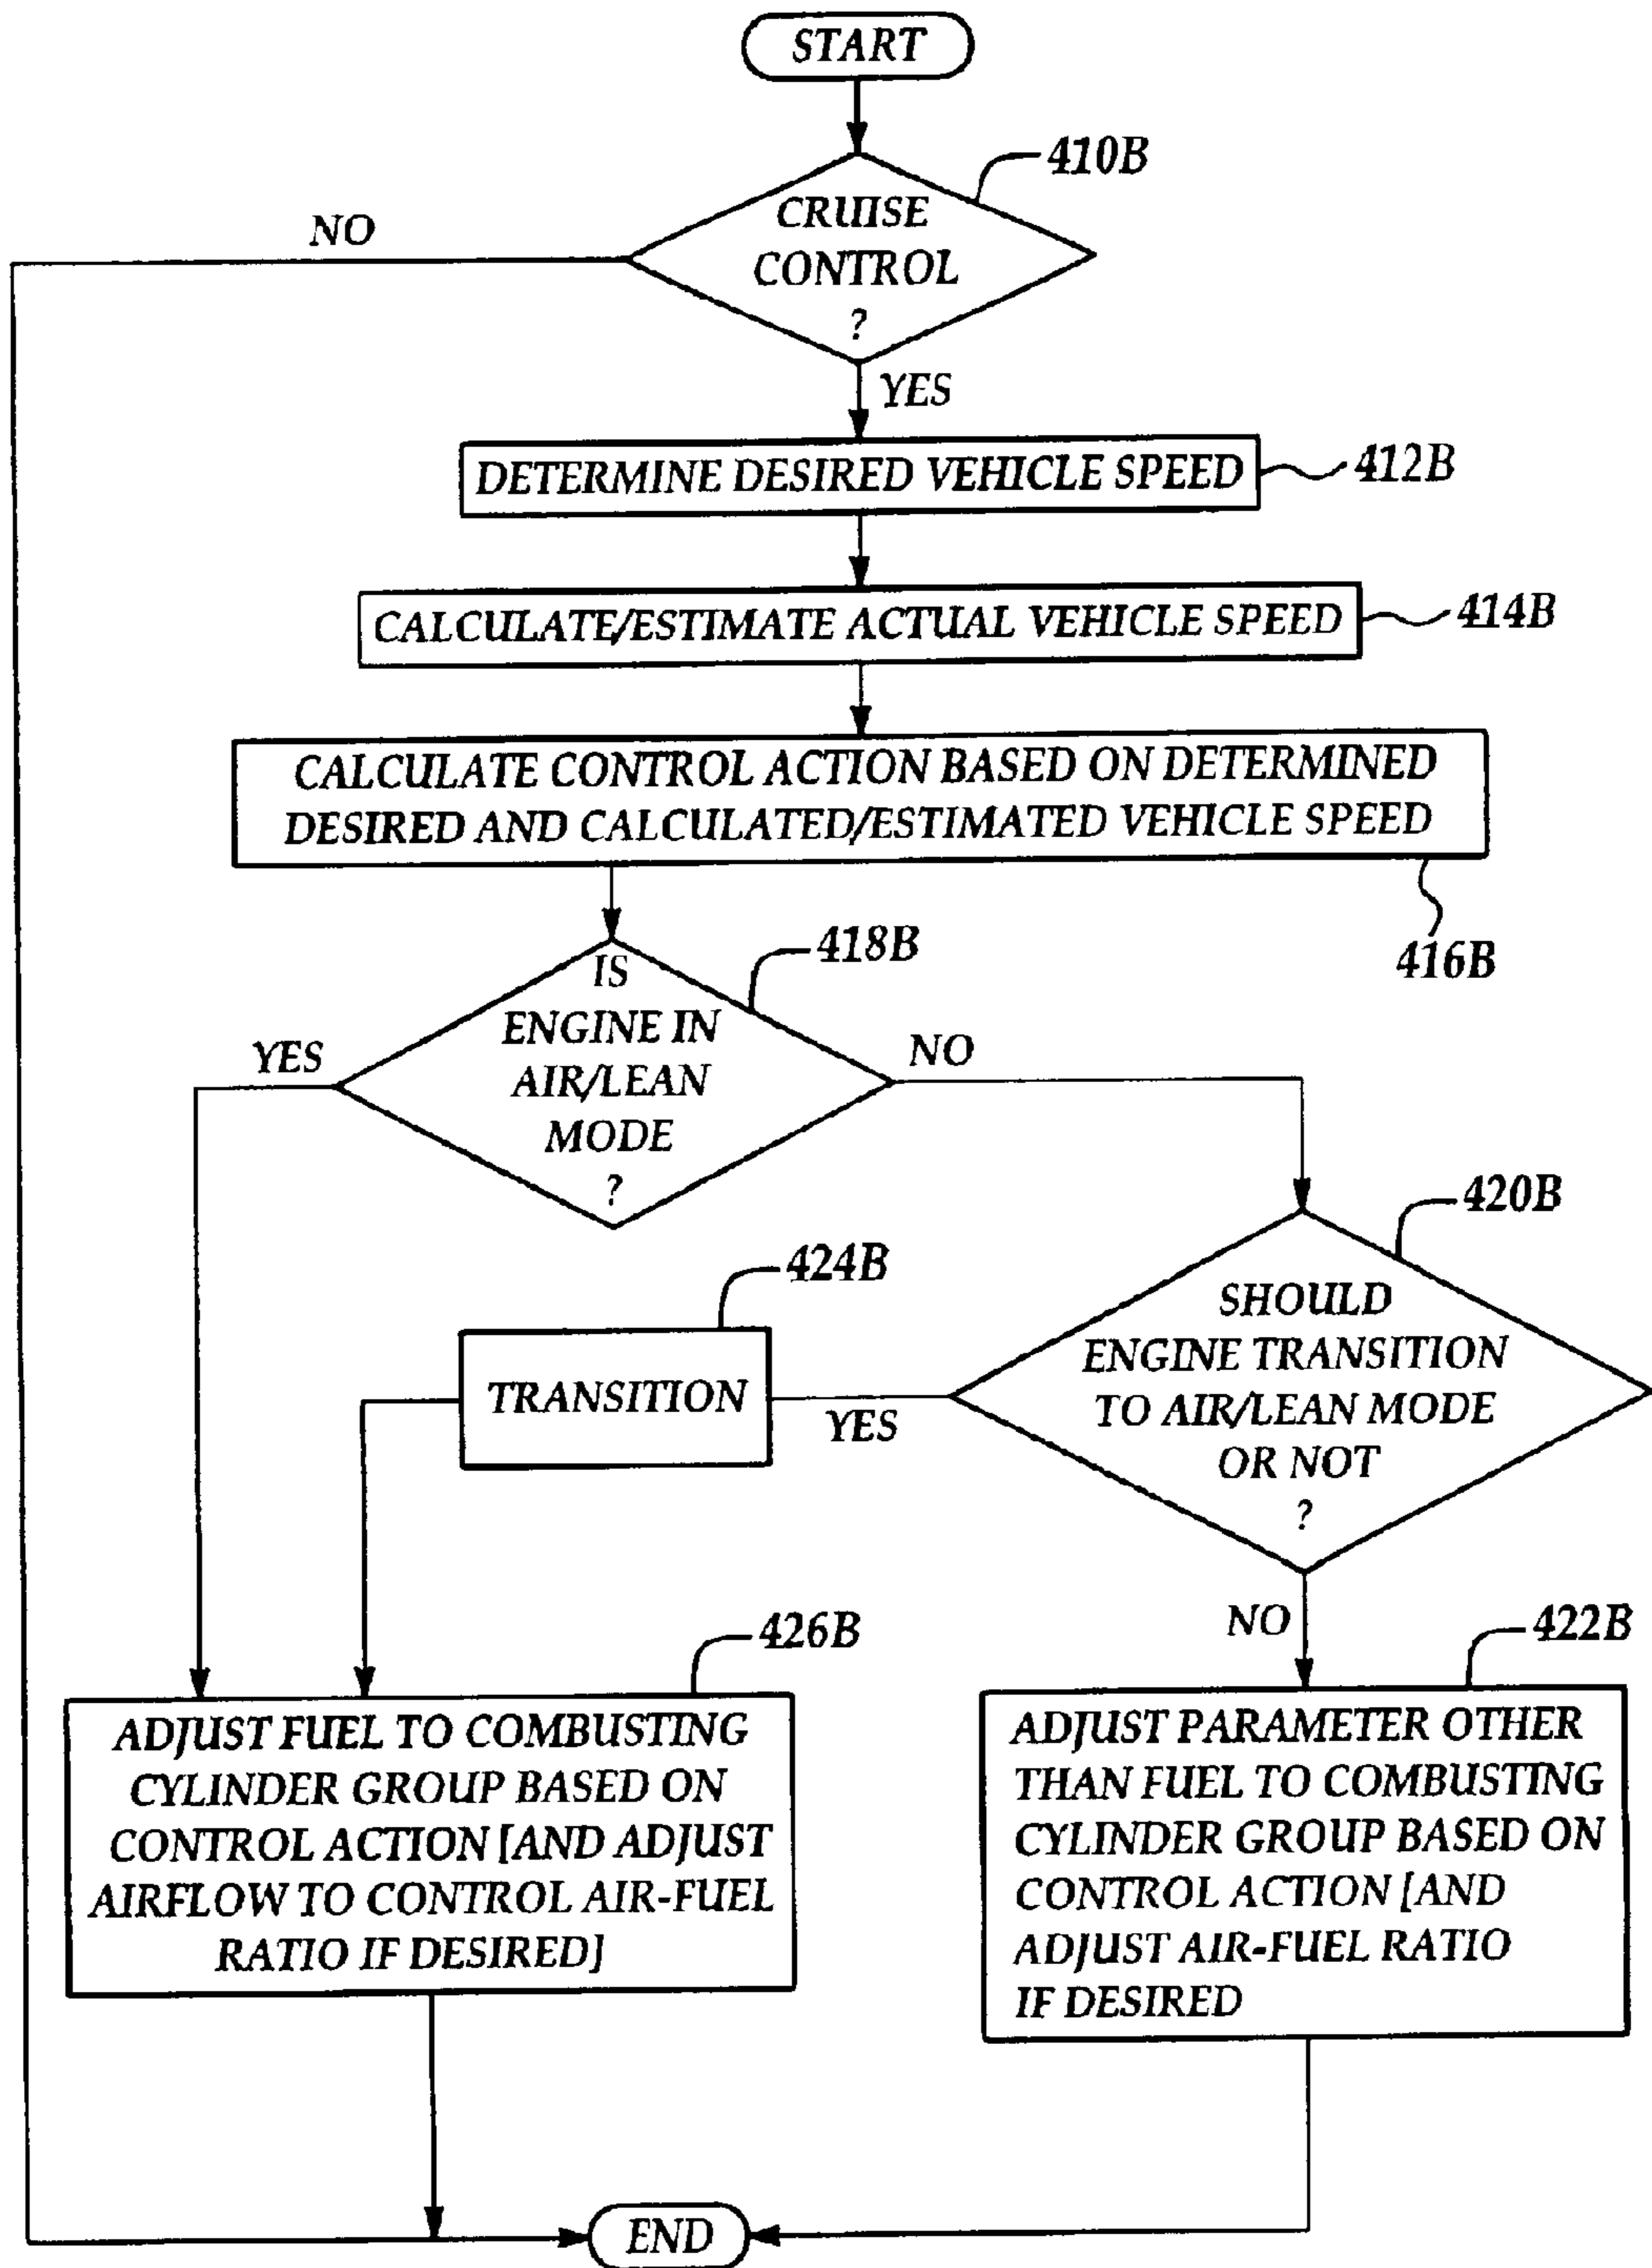 START
410B
CRUISE
CONTROL
?
NO
YES
DETERMINE DESIRED VEHICLE SPEED
412B
CALCULATE/ESTIMATE ACTUAL VEHICLE SPEED
414B
CALCULATE CONTROL ACTION BASED ON DETERMINED
DESIRED AND CALCULATED/ESTIMATED VEHICLE SPEED
416B
418B
IS
ENGINE IN
AIR/LEAN
MODE
?
YES
NO
420B
SHOULD
ENGINE TRANSITION
TO AIR/LEAN MODE
OR NOT
?
424B
TRANSITION
YES
NO
426B
ADJUST FUEL TO COMBUSTING
CYLINDER GROUP BASED ON
CONTROL ACTION [AND ADJUST
AIRFLOW TO CONTROL AIR-FUEL
RATIO IF DESIRED]
422B
ADJUST PARAMETER OTHER
THAN FUEL TO COMBUSTING
CYLINDER GROUP BASED ON
CONTROL ACTION [AND
ADJUST AIR-FUEL RATIO
IF DESIRED
END